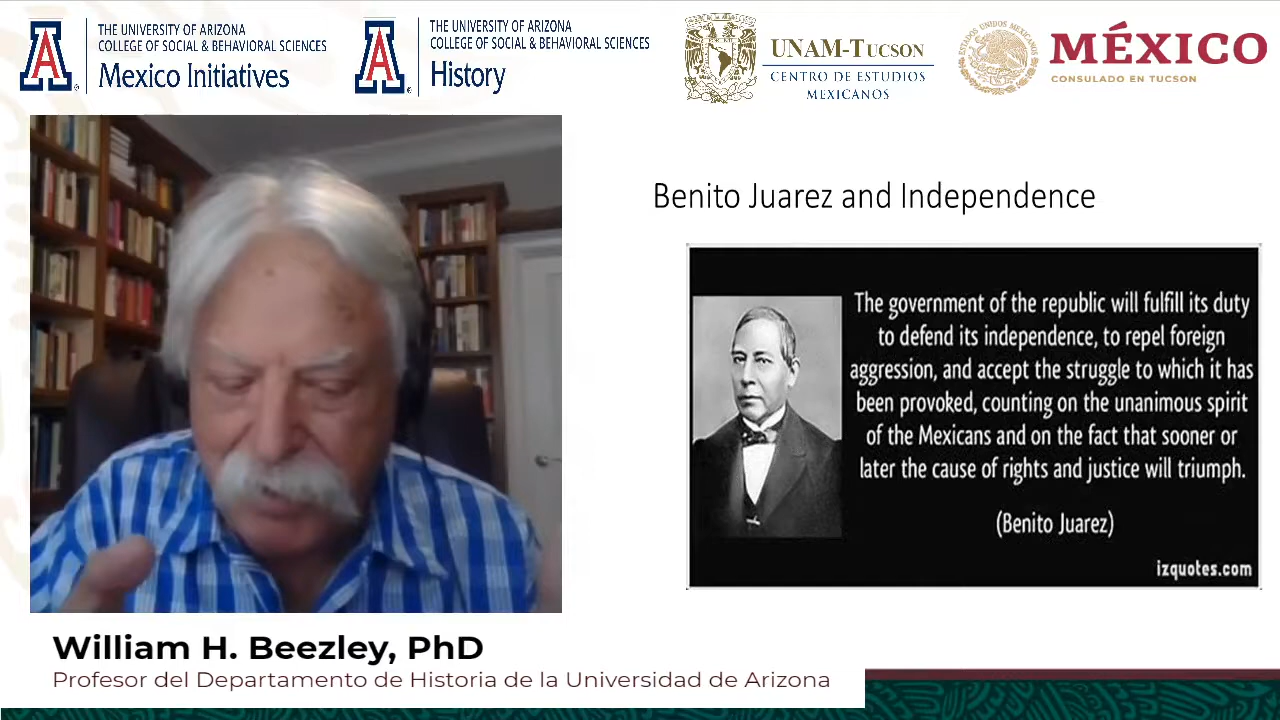 THE UNIVERSITY OF ARIZONA
COLLEGE OF SOCIAL & BEHAVIORAL SCIENCES
Mexico Initiatives
THE UNIVERSITY OF ARIZONA
COLLEGE OF SOCIAL & BEHAVIORAL SCIENCES
History
UNAM-TUCSON
CENTRO DE ESTUDIOS
MEXICANOS
ESTADOS UNIDOS MEXICANOS
MÉXICO
CONSULADO EN TUCSON
Benito Juarez and Independence
The government of the republic will fulfill its duty
to defend its independence, to repel foreign
aggression, and accept the struggle to which it has
been provoked, counting on the unanimous spirit
of the Mexicans and on the fact that sooner or
later the cause of rights and justice will triumph.
(Benito Juarez)
izquotes.com
William H. Beezley, PhD
Profesor del Departamento de Historia de la Universidad de Arizona